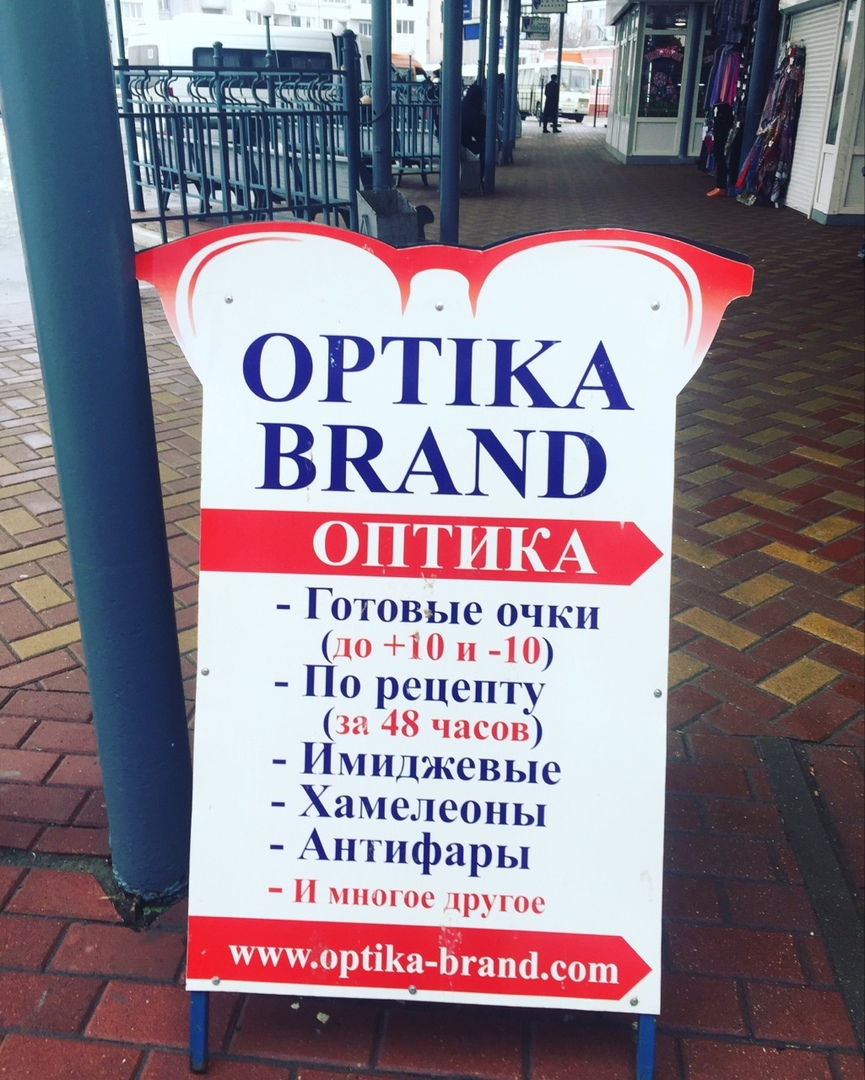 OPTIKA
BRAND
ОПТИКА
- Готовые очки
(до +10 и -10)
- По рецепту
(за 48 часов)
- Имиджевые
- Хамелеоны
- Антифары
- И многое другое
www.optika-brand.com